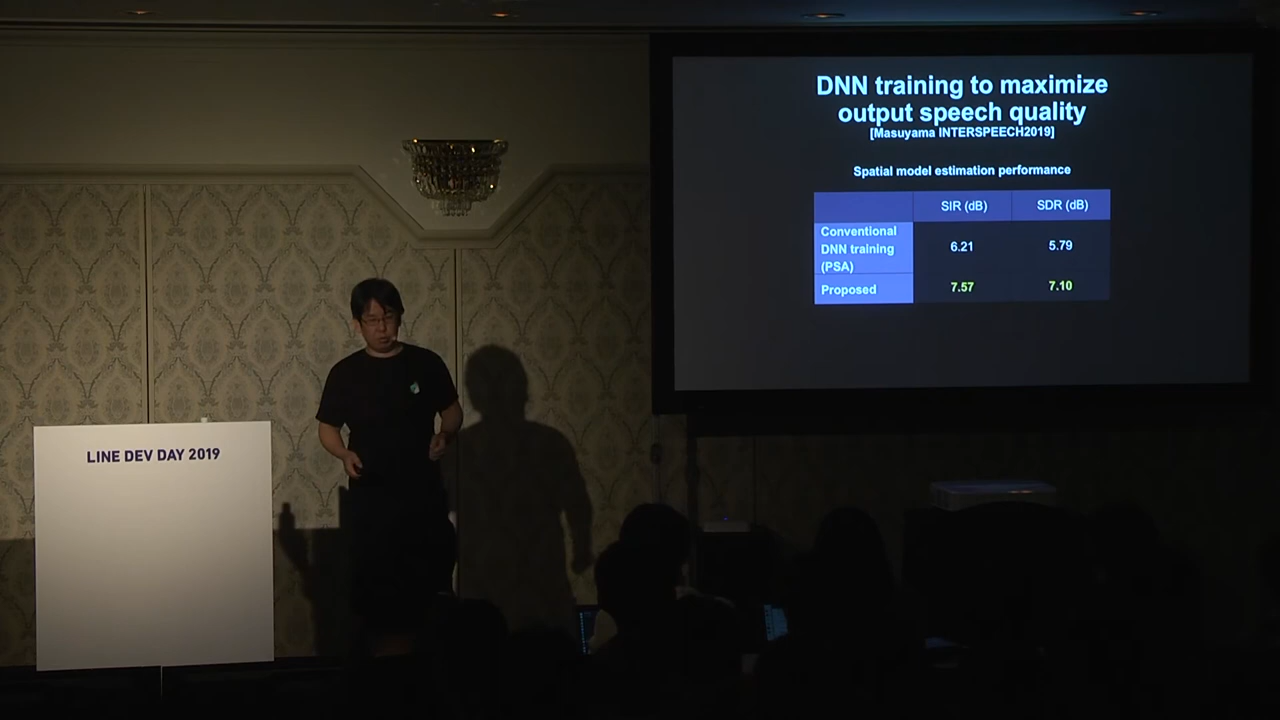 DNN training to maximize
output speech quality
[Masuyama INTERSPEECH2019]
Spatial model estimation performance
SIR (dB) SDR (dB)
Conventional
DNN training
(PSA)
6.21 5.79
Proposed 7.57 7.10
LINE DEV DAY 2019